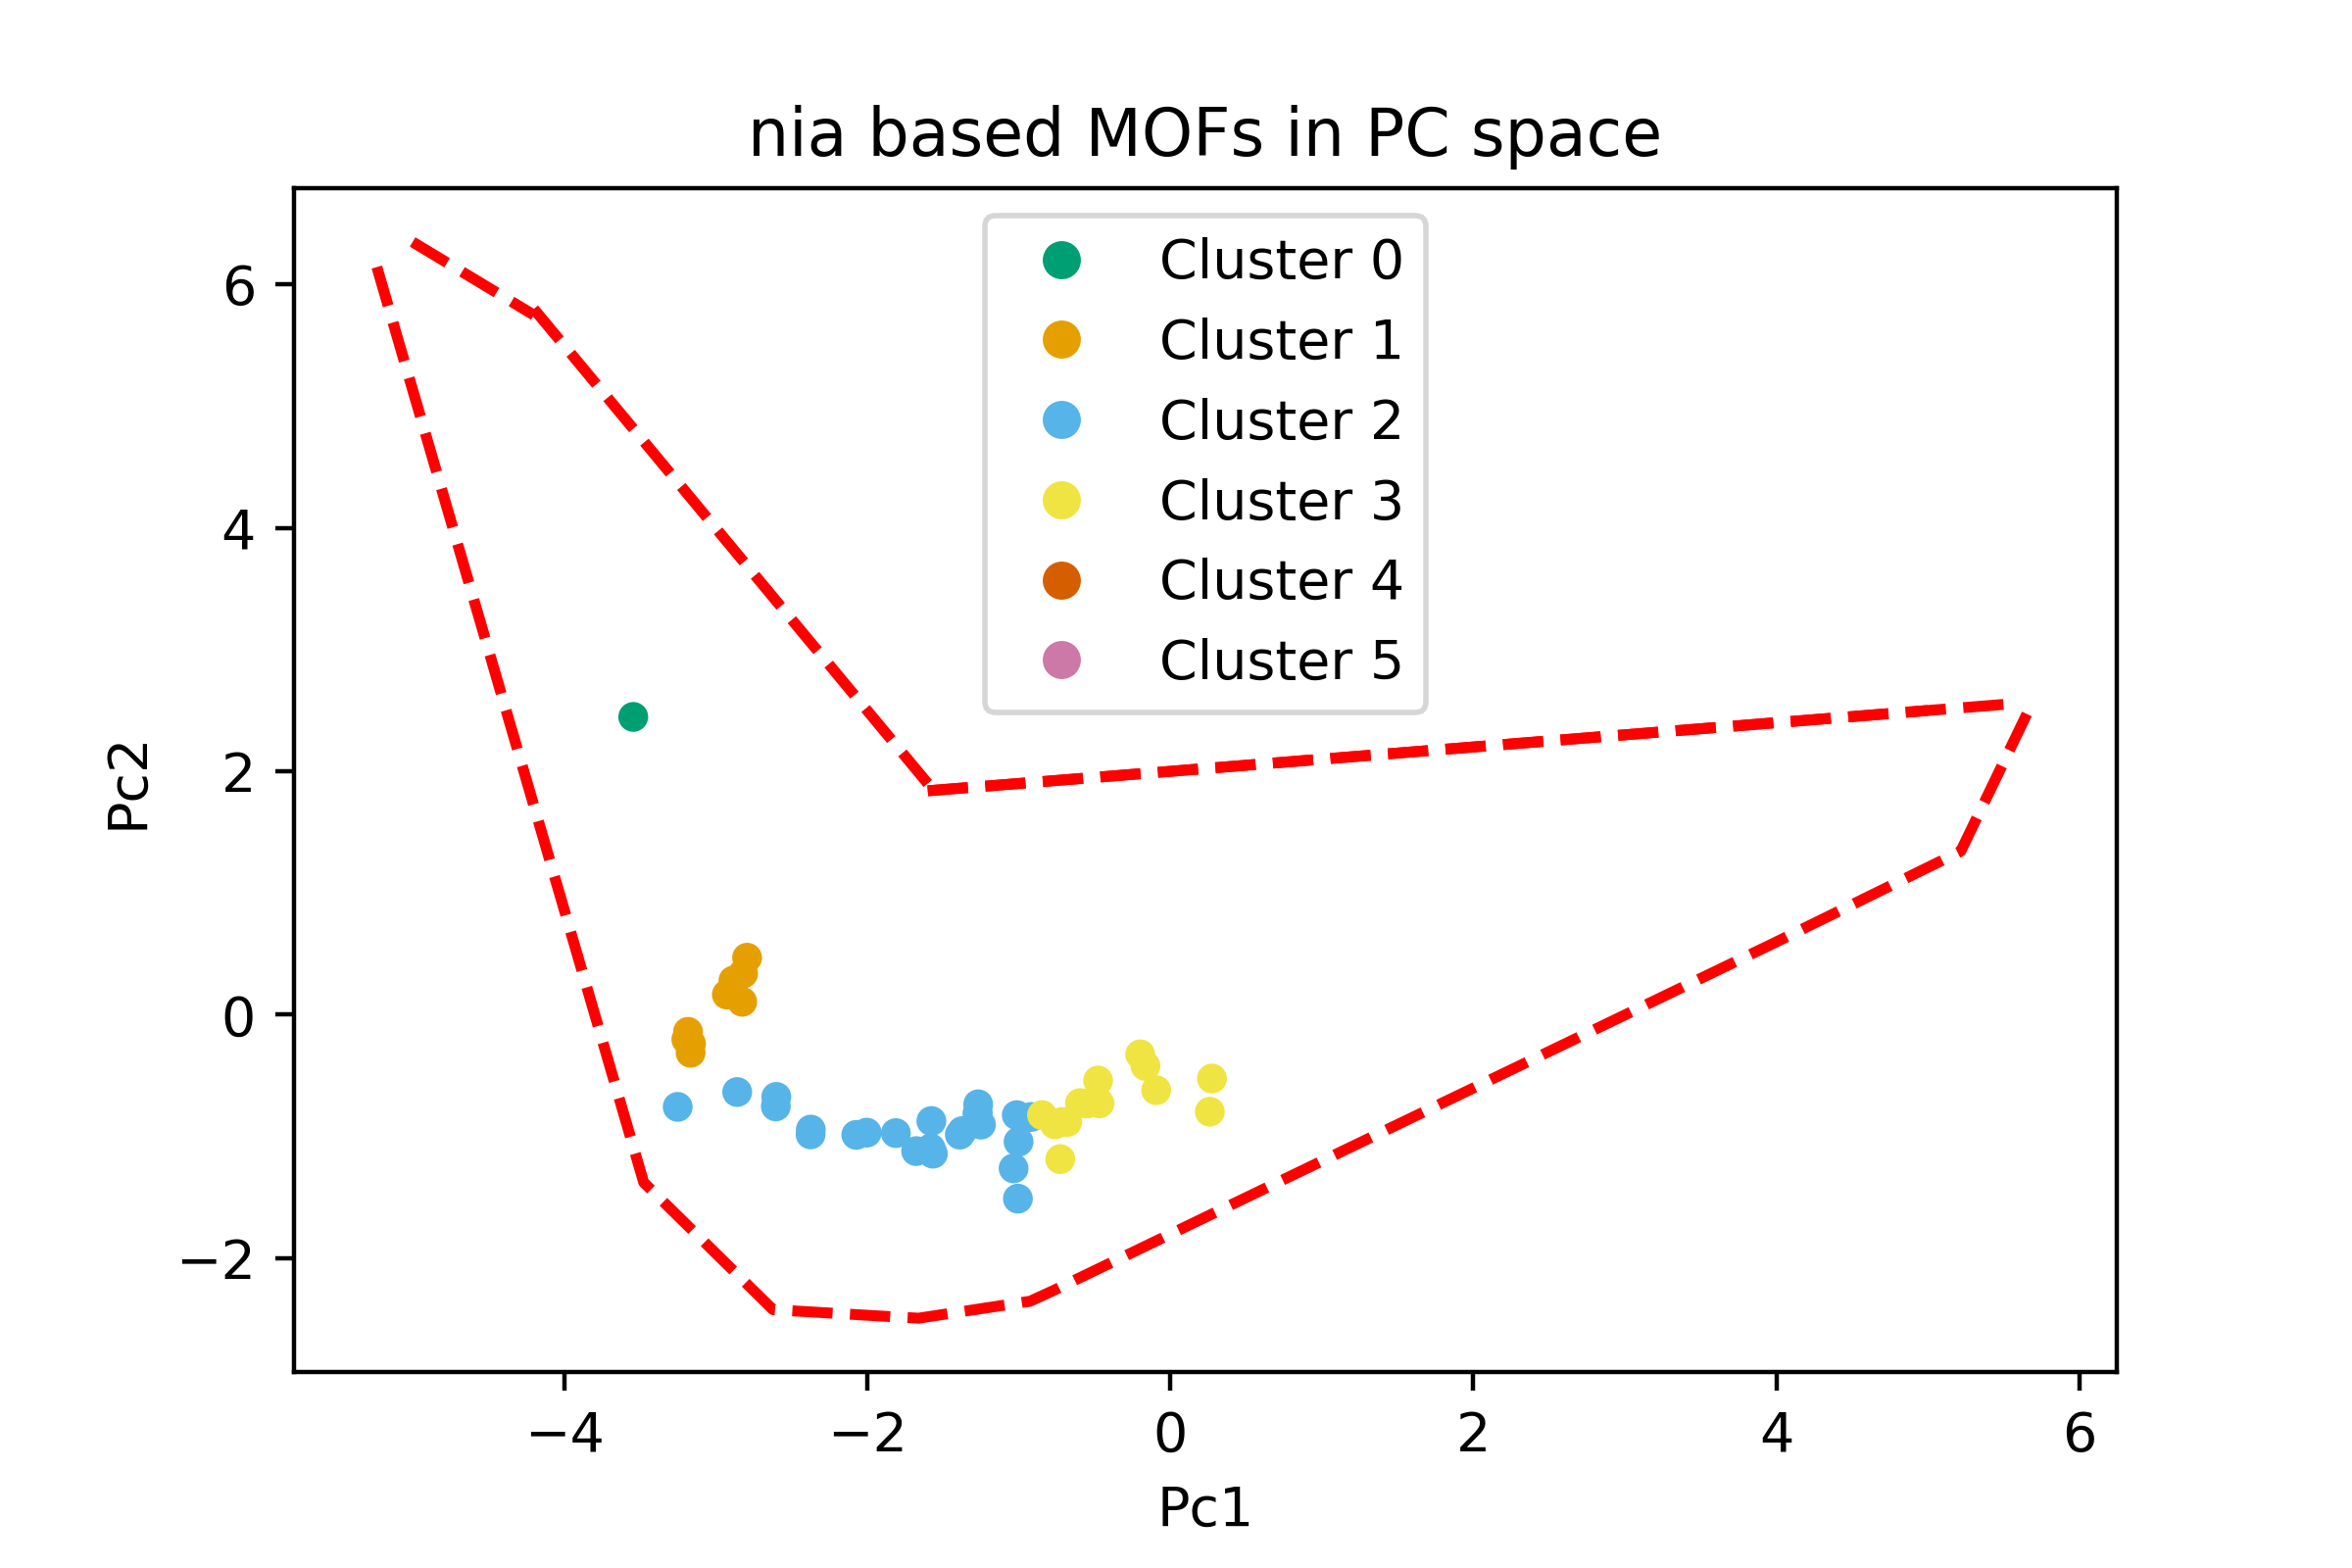 nia based MOFs in PC space
Cluster 0
Cluster 1
Cluster 2
Cluster 3
Cluster 4
Cluster 5
6
4
2
0
−2
Pc2
−4 −2 0 2 4 6
Pc1